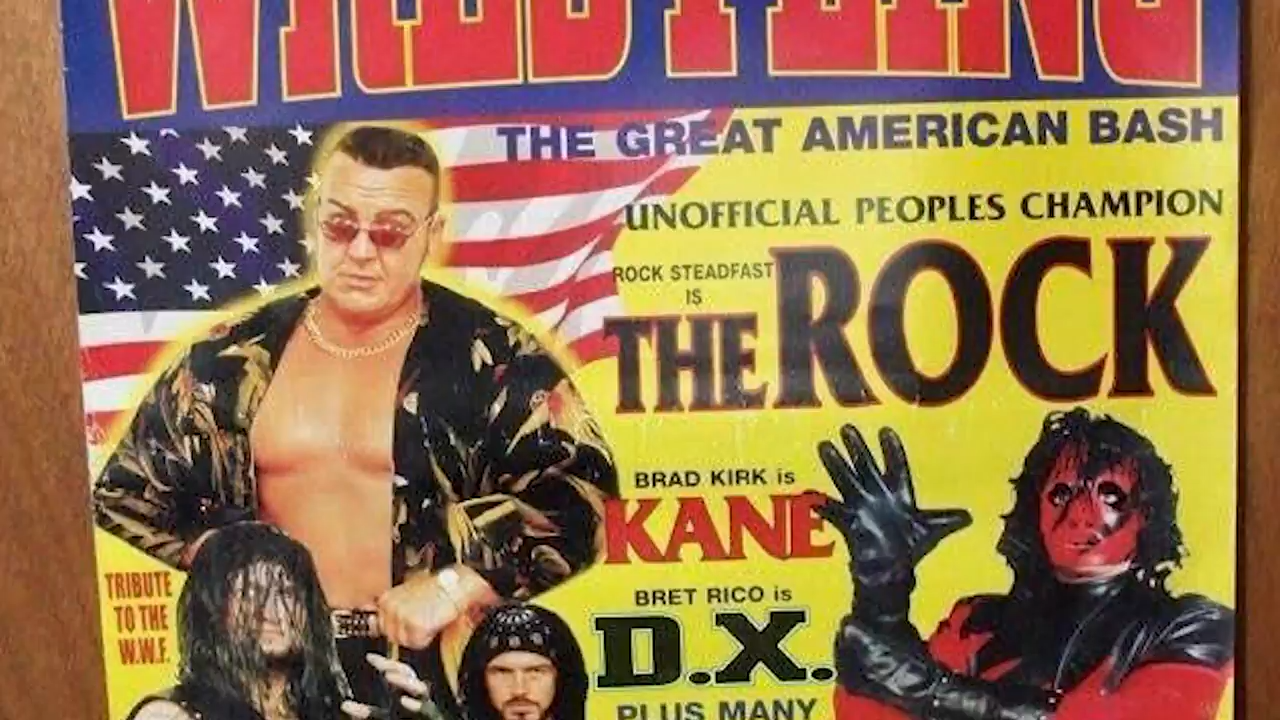 WRESTLING
THE GREAT AMERICAN BASH
UNOFFICIAL PEOPLES CHAMPION
ROCK STEADFAST
IS
THE ROCK
BRAD KIRK is
KANE
BRET RICO is
D.X.
TRIBUTE
TO THE
W.W.F.
PLUS MANY